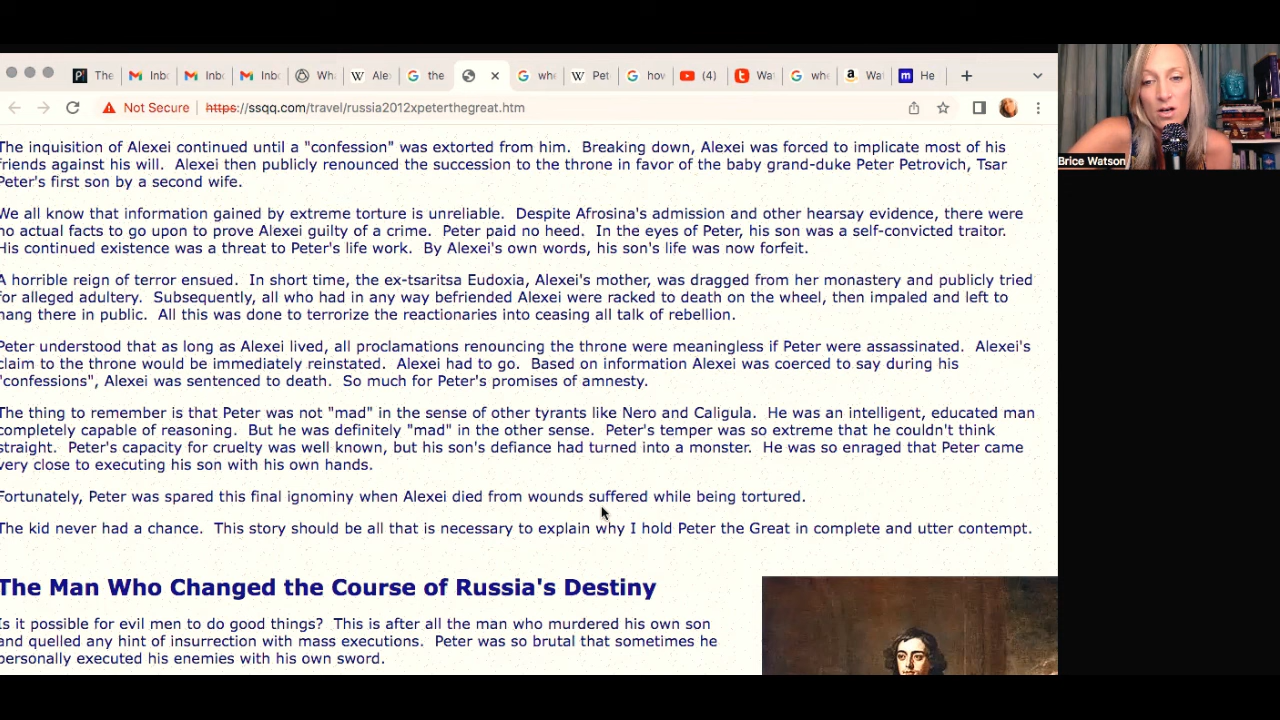 The
Inb
Inb
Inb
Wh
Ale
the
whe
Pet
how
(4)
Wa
whe
Wa
He
Not Secure
https://ssqq.com/travel/russia2012xpeterthegreat.htm
Brice Watson
The inquisition of Alexei continued until a "confession" was extorted from him. Breaking down, Alexei was forced to implicate most of his
friends against his will. Alexei then publicly renounced the succession to the throne in favor of the baby grand-duke Peter Petrovich, Tsar
Peter's first son by a second wife.
We all know that information gained by extreme torture is unreliable. Despite Afrosina's admission and other hearsay evidence, there were
no actual facts to go upon to prove Alexei guilty of a crime. Peter paid no heed. In the eyes of Peter, his son was a self-convicted traitor.
His continued existence was a threat to Peter's life work. By Alexei's own words, his son's life was now forfeit.
A horrible reign of terror ensued. In short time, the ex-tsaritsa Eudoxia, Alexei's mother, was dragged from her monastery and publicly tried
for alleged adultery. Subsequently, all who had in any way befriended Alexei were racked to death on the wheel, then impaled and left to
hang there in public. All this was done to terrorize the reactionaries into ceasing all talk of rebellion.
Peter understood that as long as Alexei lived, all proclamations renouncing the throne were meaningless if Peter were assassinated. Alexei's
claim to the throne would be immediately reinstated. Alexei had to go. Based on information Alexei was coerced to say during his
"confessions", Alexei was sentenced to death. So much for Peter's promises of amnesty.
The thing to remember is that Peter was not "mad" in the sense of other tyrants like Nero and Caligula. He was an intelligent, educated man
completely capable of reasoning. But he was definitely "mad" in the other sense. Peter's temper was so extreme that he couldn't think
straight. Peter's capacity for cruelty was well known, but his son's defiance had turned into a monster. He was so enraged that Peter came
very close to executing his son with his own hands.
Fortunately, Peter was spared this final ignominy when Alexei died from wounds suffered while being tortured.
The kid never had a chance. This story should be all that is necessary to explain why I hold Peter the Great in complete and utter contempt.
The Man Who Changed the Course of Russia's Destiny
Is it possible for evil men to do good things? This is after all the man who murdered his own son
and quelled any hint of insurrection with mass executions. Peter was so brutal that sometimes he
personally executed his enemies with his own sword.